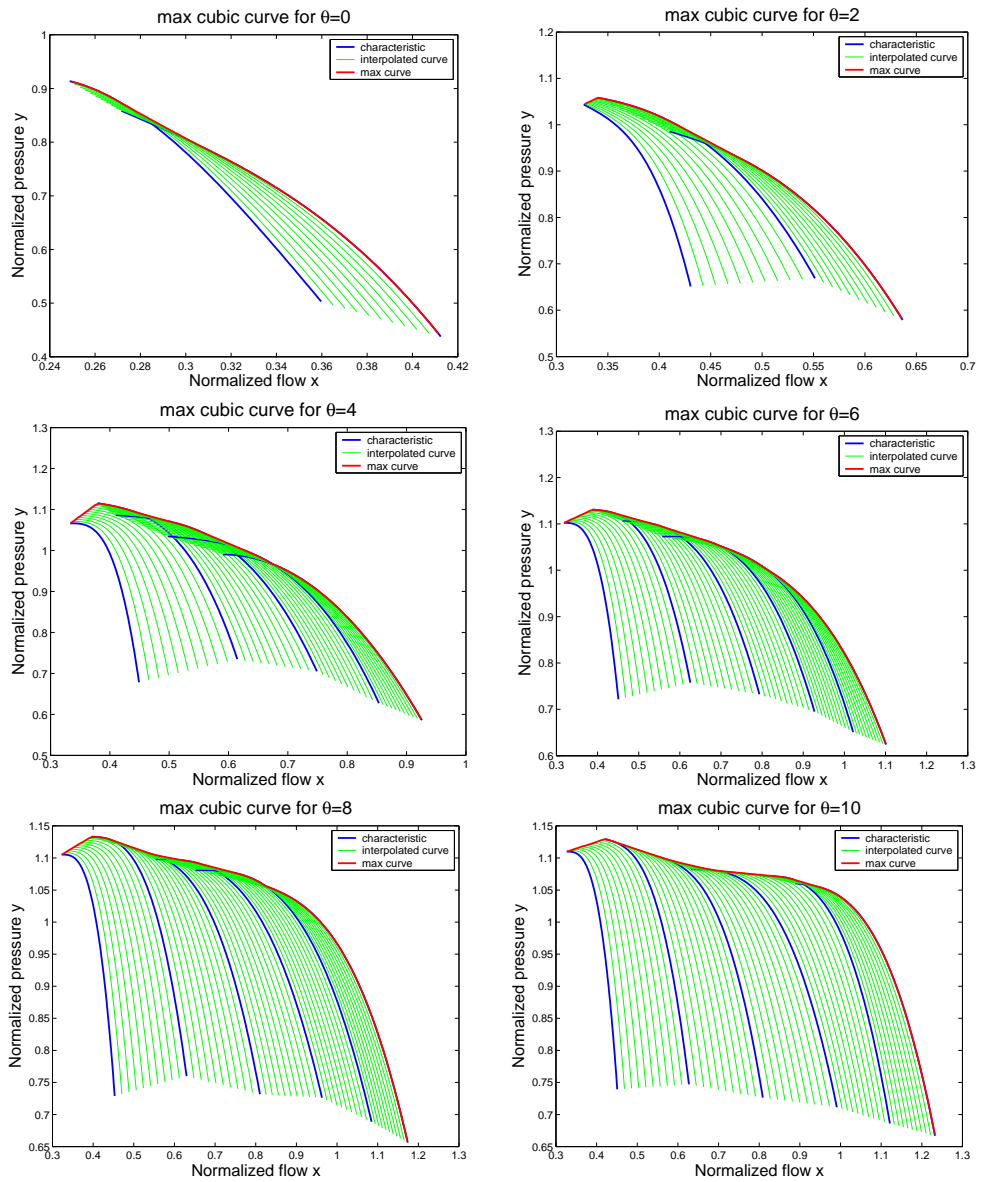 max cubic curve for θ=0
characteristic
interpolated curve
max curve
Normalized pressure y
1
0.9
0.8
0.7
0.6
0.5
0.4
0.24 0.26 0.28 0.3 0.32 0.34 0.36 0.38 0.4 0.42
Normalized flow x
max cubic curve for θ=2
characteristic
interpolated curve
max curve
Normalized pressure y
1.2
1.1
1
0.9
0.8
0.7
0.6
0.5
0.3 0.35 0.4 0.45 0.5 0.55 0.6 0.65 0.7
Normalized flow x
max cubic curve for θ=4
characteristic
interpolated curve
max curve
Normalized pressure y
1.3
1.2
1.1
1
0.9
0.8
0.7
0.6
0.5
0.3 0.4 0.5 0.6 0.7 0.8 0.9 1
Normalized flow x
max cubic curve for θ=6
characteristic
interpolated curve
max curve
Normalized pressure y
1.3
1.2
1.1
1
0.9
0.8
0.7
0.6
0.3 0.4 0.5 0.6 0.7 0.8 0.9 1 1.1 1.2 1.3
Normalized flow x
max cubic curve for θ=8
characteristic
interpolated curve
max curve
Normalized pressure y
1.15
1.1
1.05
1
0.95
0.9
0.85
0.8
0.75
0.7
0.65
0.3 0.4 0.5 0.6 0.7 0.8 0.9 1 1.1 1.2 1.3
Normalized flow x
max cubic curve for θ=10
characteristic
interpolated curve
max curve
Normalized pressure y
1.15
1.1
1.05
1
0.95
0.9
0.85
0.8
0.75
0.7
0.65
0.3 0.4 0.5 0.6 0.7 0.8 0.9 1 1.1 1.2 1.3
Normalized flow x